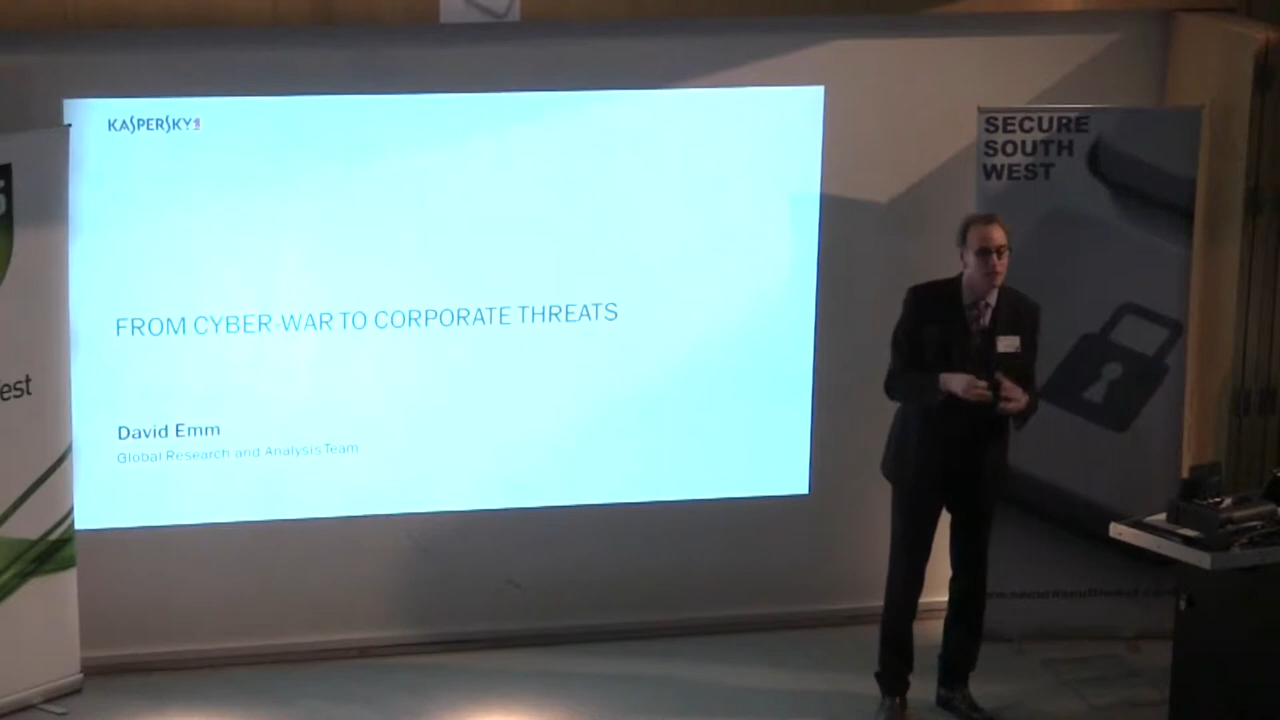 KASPERSKY
FROM CYBER-WAR TO CORPORATE THREATS
David Emm
Global Research and Analysis Team
SECURE
SOUTH
WEST
est